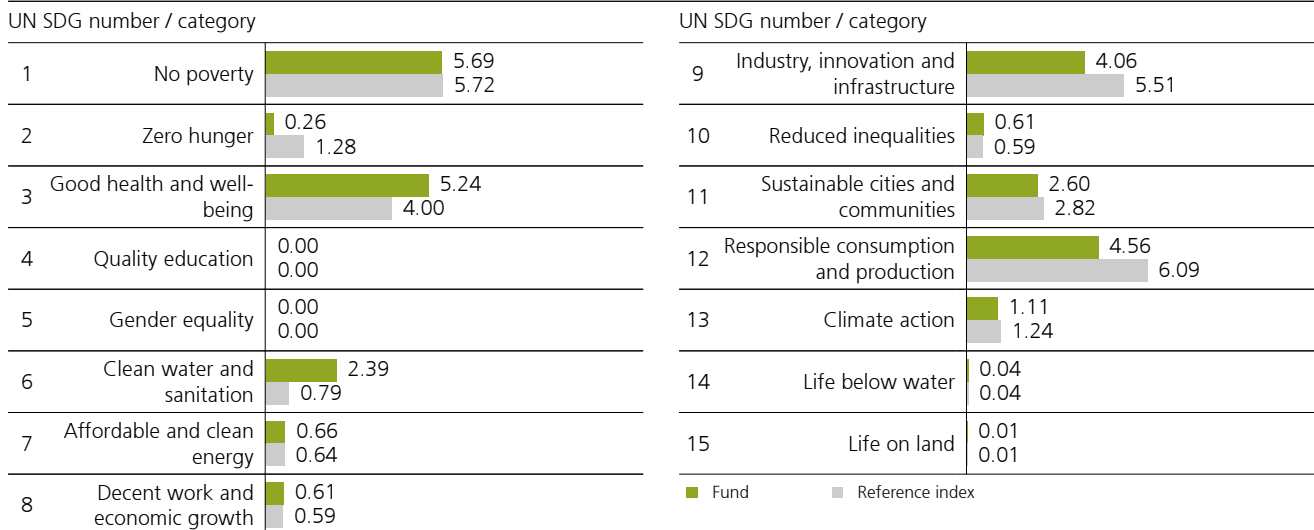 UN SDG number / category
1
No poverty
5.69
5.72
2
Zero hunger
0.26
1.28
3
Good health and well-
being
5.24
4.00
4
Quality education
0.00
0.00
5
Gender equality
0.00
0.00
6
Clean water and
sanitation
2.39
0.79
7
Affordable and clean
energy
0.66
0.64
8
Decent work and
economic growth
0.61
0.59
UN SDG number / category
9
Industry, innovation and
infrastructure
4.06
5.51
10
Reduced inequalities
0.61
0.59
11
Sustainable cities and
communities
2.60
2.82
12
Responsible consumption
and production
4.56
6.09
13
Climate action
1.11
1.24
14
Life below water
0.04
0.04
15
Life on land
0.01
0.01
Fund
Reference index